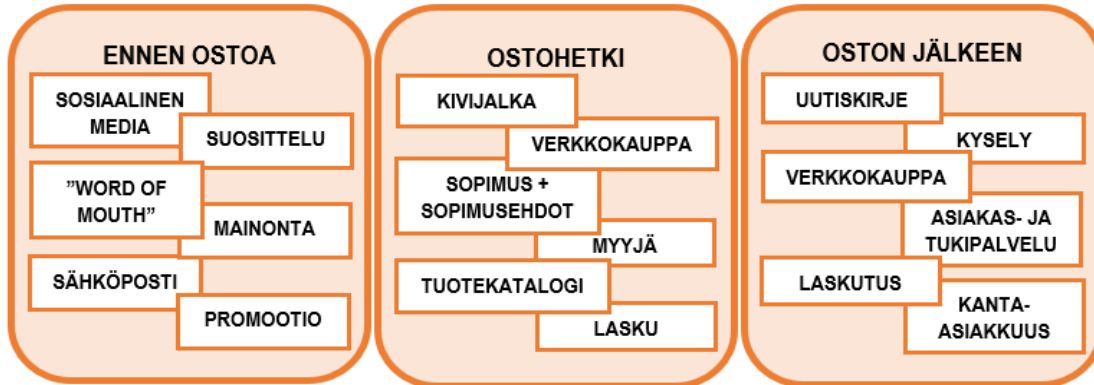 ENNEN OSTOA
SOSIAALINEN
MEDIA
SUOSITTELU
”WORD OF
MOUTH”
MAINONTA
SÄHKÖPOSTI
PROMOOTIO
OSTOHETKI
KIVIJALKA
VERKKOKAUPPA
SOPIMUS +
SOPIMUSEHDOT
MYYJÄ
TUOTEKATALOGI
LASKU
OSTON JÄLKEEN
UUTISKIRJE
KYSELY
VERKKOKAUPPA
ASIAKAS- JA
TUKIPALVELU
LASKUTUS
KANTA-
ASIAKKUUS